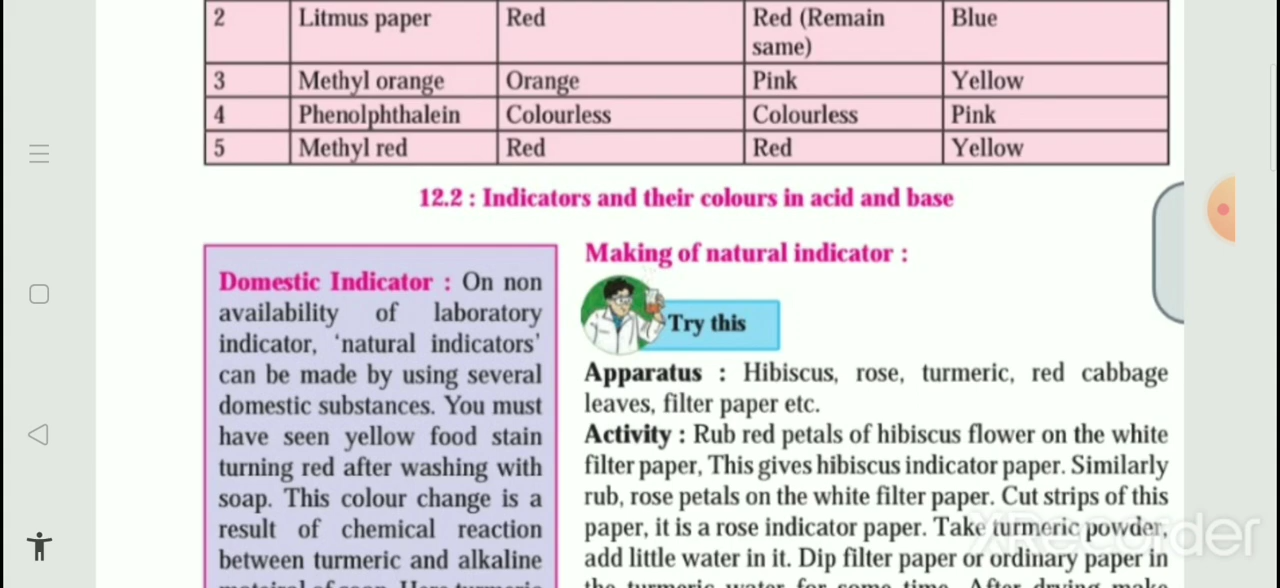 2 Litmus paper Red Red (Remain same) Blue
3 Methyl orange Orange Pink Yellow
4 Phenolphthalein Colourless Colourless Pink
5 Methyl red Red Red Yellow
12.2 : Indicators and their colours in acid and base
Domestic Indicator : On non
availability of laboratory
indicator, ‘natural indicators’
can be made by using several
domestic substances. You must
have seen yellow food stain
turning red after washing with
soap. This colour change is a
result of chemical reaction
between turmeric and alkaline
Making of natural indicator :
Try this
Apparatus : Hibiscus, rose, turmeric, red cabbage
leaves, filter paper etc.
Activity : Rub red petals of hibiscus flower on the white
filter paper, This gives hibiscus indicator paper. Similarly
rub, rose petals on the white filter paper. Cut strips of this
paper, it is a rose indicator paper. Take turmeric powder,
add little water in it. Dip filter paper or ordinary paper in
XRecorder